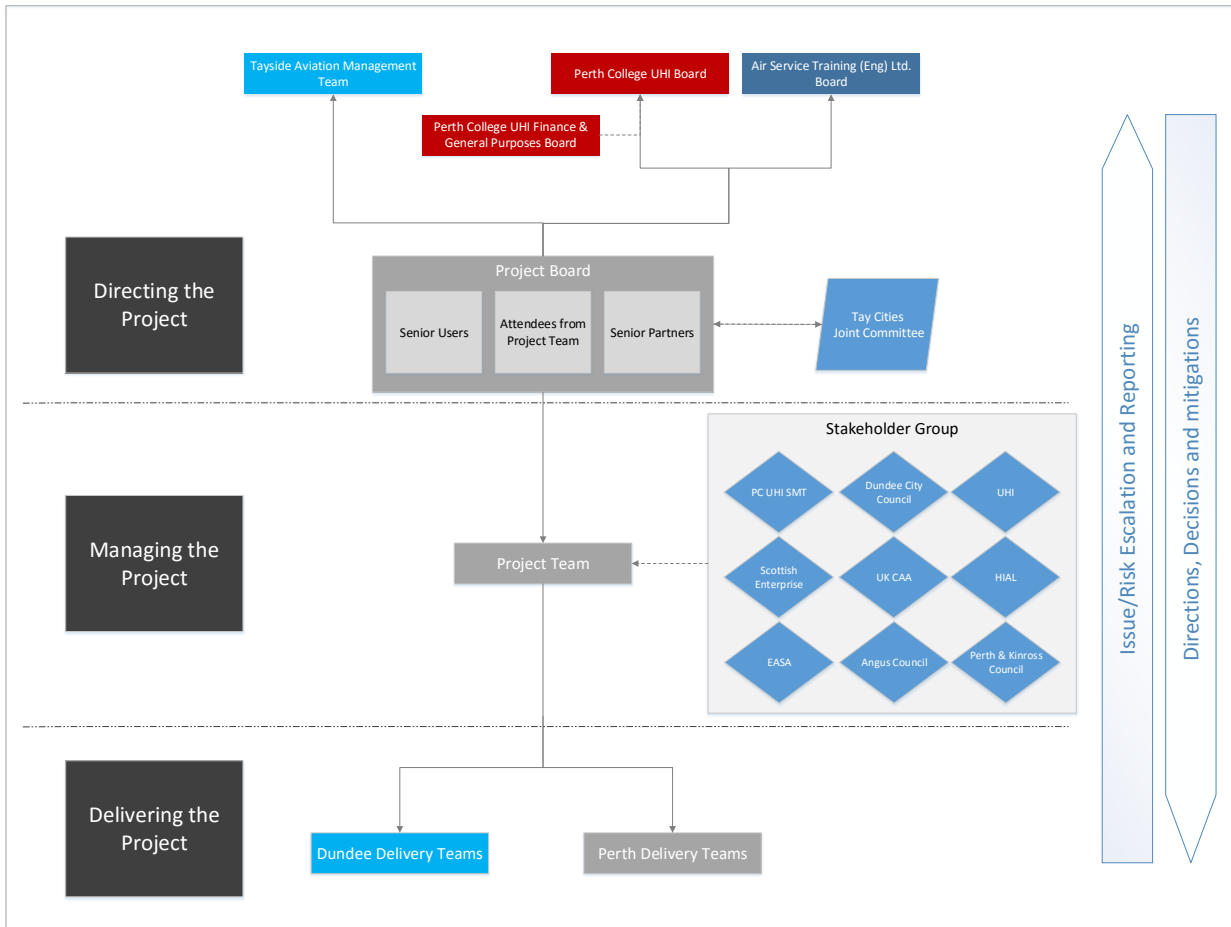 Tayside Aviation Management
Team
Perth College UHI Board
Air Service Training (Eng) Ltd.
Board
Perth College UHI Finance &
General Purposes Board
Directing the
Project
Project Board
Senior Users
Attendees from
Project Team
Senior Partners
Tay Cities
Joint Committee
Managing the
Project
Project Team
Stakeholder Group
PC UHI SMT
Dundee City
Council
UHI
Scottish
Enterprise
UK CAA
HIAL
EASA
Angus Council
Perth & Kinross
Council
Delivering the
Project
Dundee Delivery Teams
Perth Delivery Teams
Issue/Risk Escalation and Reporting
Directions, Decisions and mitigations